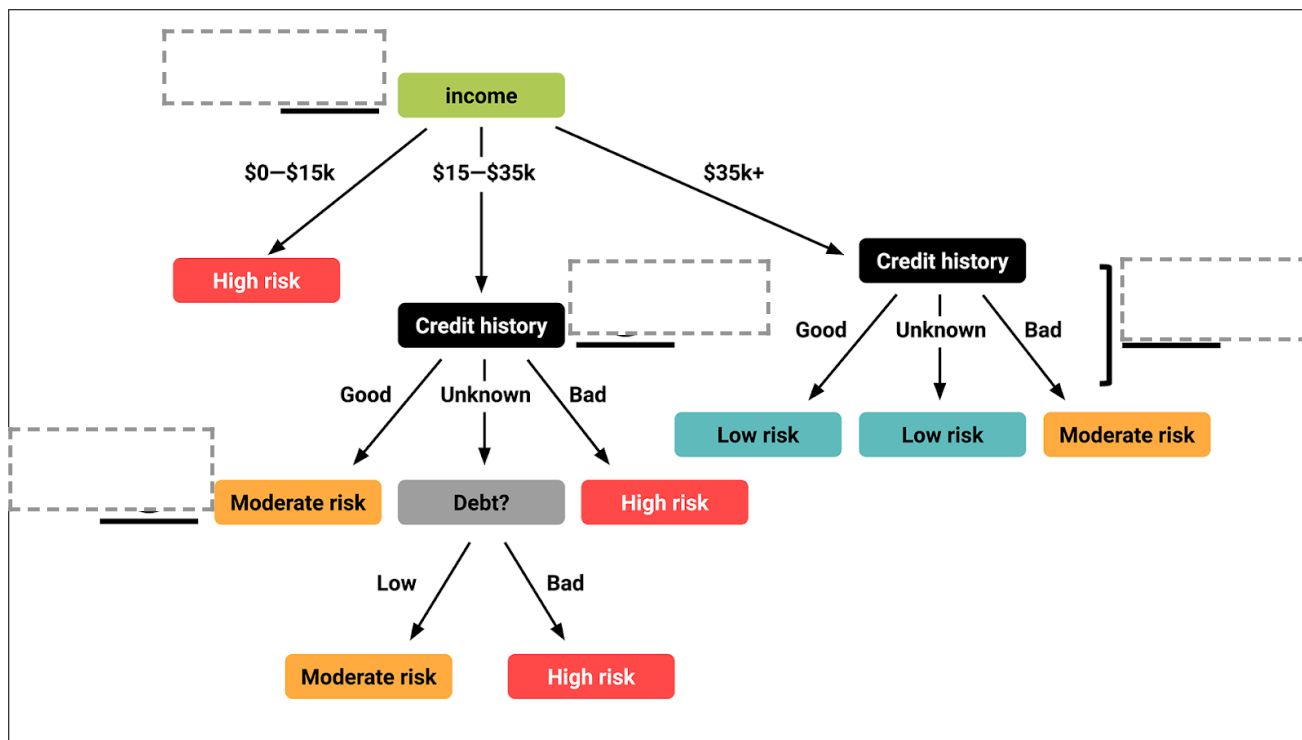 income
$0—$15k
$15—$35k
$35k+
High risk
Credit history
Credit history
Good
Unknown
Bad
Good
Unknown
Bad
Low risk
Low risk
Moderate risk
Moderate risk
Debt?
High risk
Low
Bad
Moderate risk
High risk